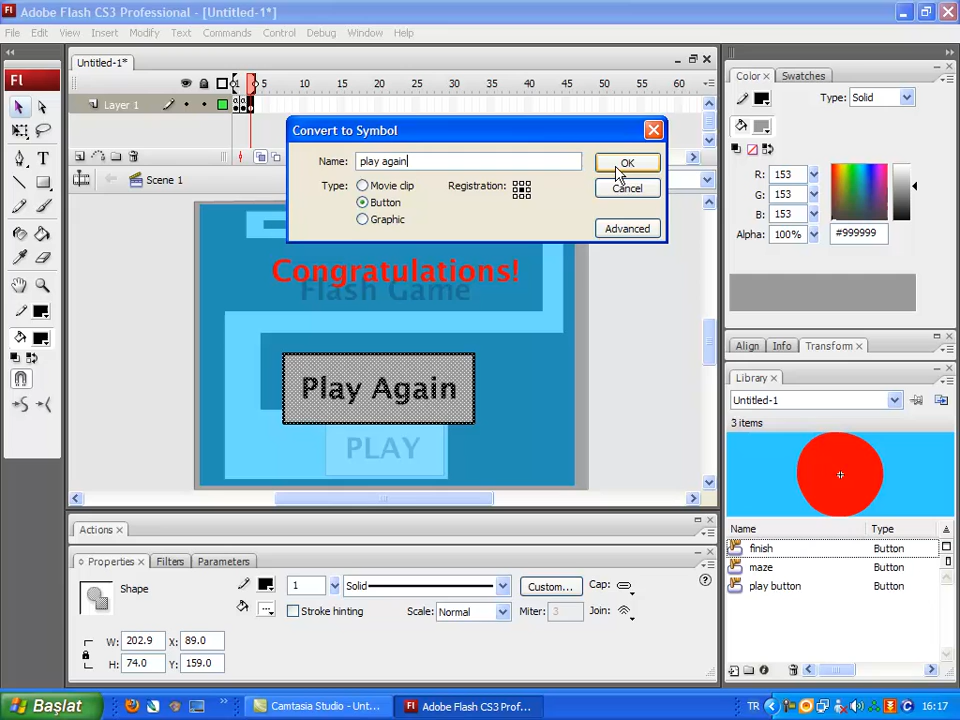 Adobe Flash CS3 Professional - [Untitled-1*]
File Edit View Insert Modify Text Commands Control Debug Window Help
Fl
Untitled-1*
1 5 10 15 20 25 30 35 40 45 50 55 60
Layer 1
Scene 1
Convert to Symbol
Name: play again
OK
Type: Movie clip
Registration:
Button
Cancel
Graphic
Advanced
Congratulations!
Flash Game
Play Again
PLAY
Color Swatches
Type: Solid
R: 153
G: 153
B: 153
Alpha: 100% #999999
Align Info Transform
Library
Untitled-1
3 items
Name Type
finish Button
maze Button
play button Button
Actions
Properties Filters Parameters
Shape
1 Solid Custom... Cap:
Stroke hinting Scale: Normal Miter: 3 Join:
W: 202.9 X: 89.0
H: 74.0 Y: 159.0
Başlat
Camtasia Studio - Unt...
Fl Adobe Flash CS3 Prof...
TR
16:17